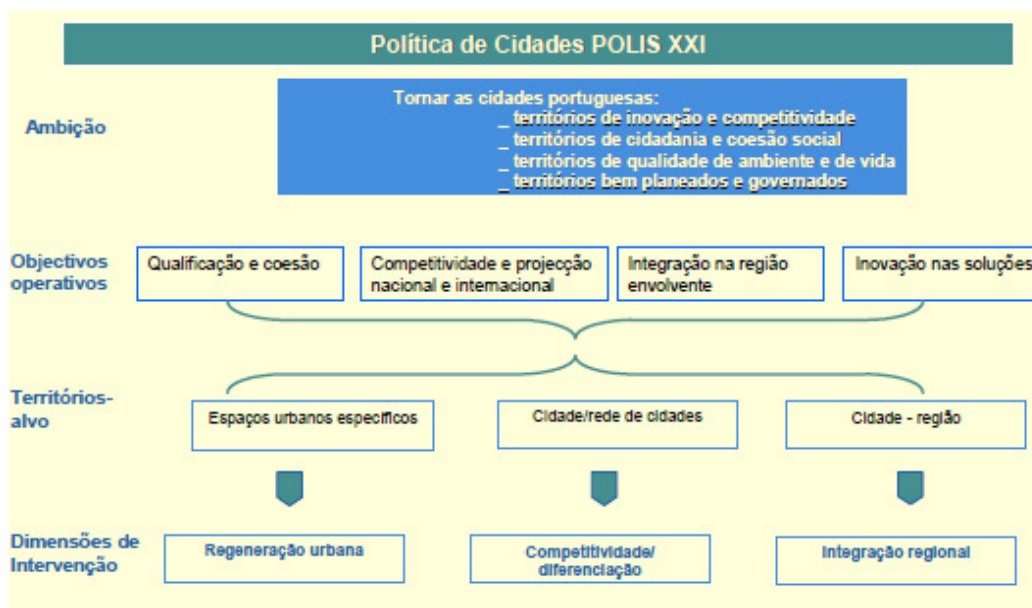 Política de Cidades POLIS XXI
Ambição
Tornar as cidades portuguesas:
_ territórios de inovação e competitividade
_ territórios de cidadania e coesão social
_ territórios de qualidade de ambiente e de vida
_ territórios bem planeados e governados
Objectivos
operativos
Qualificação e coesão
Competitividade e projecção
nacional e internacional
Integração na região
envolvente
Inovação nas soluções
Territórios-
alvo
Espaços urbanos específicos
Cidade/rede de cidades
Cidade - região
Dimensões de
Intervenção
Regeneração urbana
Competitividade/
diferenciação
Integração regional